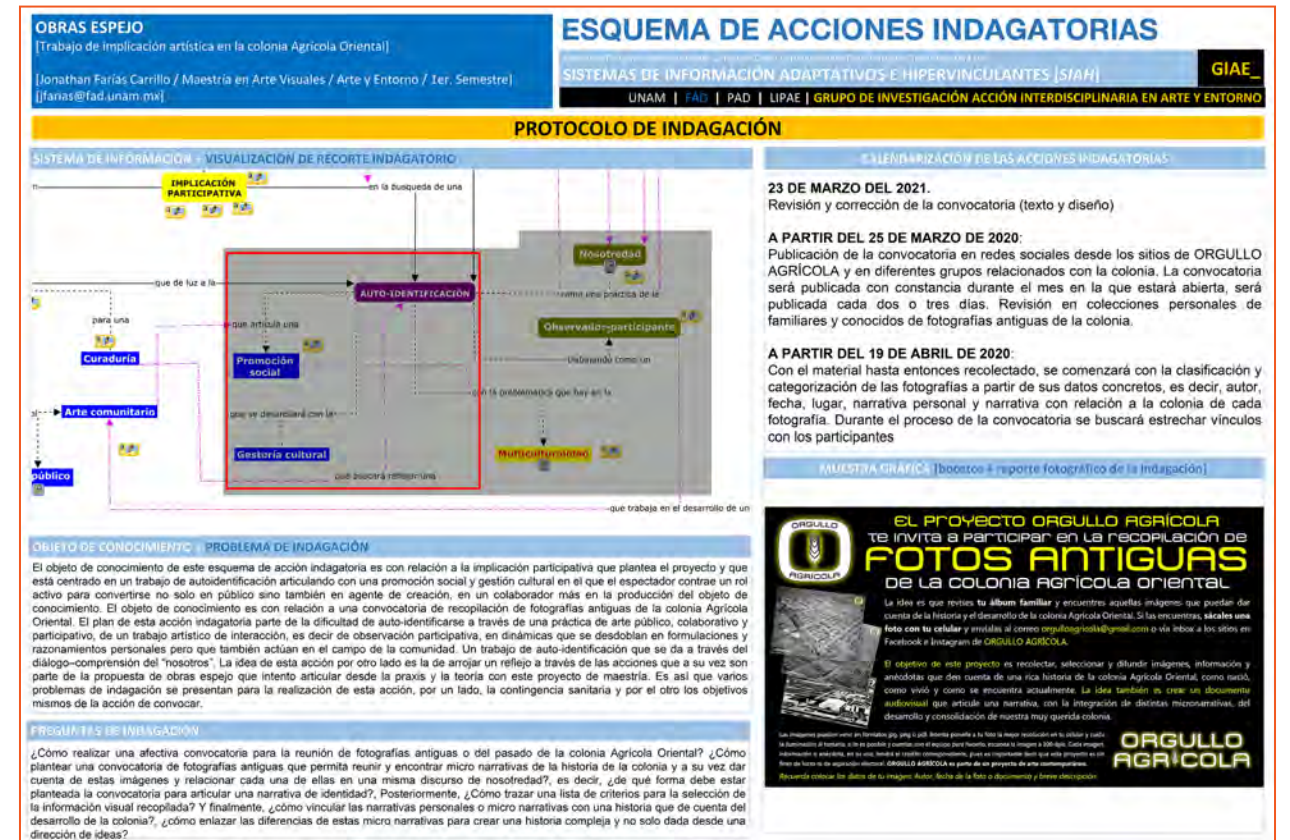 OBRAS ESPEJO
[Trabajo de implicación artística en la colonia Agrícola Oriental]
[Jonathan Farías Carrillo / Maestría en Arte Visuales / Arte y Entorno / 1er. Semestre]
[jfarias@fad.unam.mx]
ESQUEMA DE ACCIONES INDAGATORIAS
SISTEMAS DE INFORMACIÓN ADAPTATIVOS E HIPERVINCULANTES [SIAH]
GIAE_
UNAM | FAD | PAD | LIPAE | GRUPO DE INVESTIGACIÓN ACCIÓN INTERDISCIPLINARIA EN ARTE Y ENTORNO
PROTOCOLO DE INDAGACIÓN
SISTEMA DE INFORMACIÓN + VISUALIZACIÓN DE RECORTE INDAGATORIO
IMPLICACIÓN
PARTICIPATIVA
en la busqueda de una
Nosotredad
que de luz a la
AUTO-IDENTIFICACIÓN
como una práctica de la
para una
que articula una
Observador-participante
Curaduría
Promoción
social
trabajando como un
con la problemática que hay en la
Arte comunitario
que se desarrollará con la
Gestoría cultural
Multiculturalidad
público
que buscará reflejar una
que trabaja en el desarrollo de un
OBJETO DE CONOCIMIENTO + PROBLEMA DE INDAGACIÓN
El objeto de conocimiento de este esquema de acción indagatoria es con relación a la implicación participativa que plantea el proyecto y que
está centrado en un trabajo de autoidentificación articulando con una promoción social y gestión cultural en el que el espectador contrae un rol
activo para convertirse no solo en público sino también en agente de creación, en un colaborador más en la producción del objeto de
conocimiento. El objeto de conocimiento es con relación a una convocatoria de recopilación de fotografías antiguas de la colonia Agrícola
Oriental. El plan de esta acción indagatoria parte de la dificultad de auto-identificarse a través de una práctica de arte público, colaborativo y
participativo, de un trabajo artístico de interacción, es decir de observación participativa, en dinámicas que se desdoblan en formulaciones y
razonamientos personales pero que también actúan en el campo de la comunidad. Un trabajo de auto-identificación que se da a través del
diálogo–comprensión del "nosotros". La idea de esta acción por otro lado es la de arrojar un reflejo a través de las acciones que a su vez son
parte de la propuesta de obras espejo que intento articular desde la praxis y la teoría con este proyecto de maestría. Es así que varios
problemas de indagación se presentan para la realización de esta acción, por un lado, la contingencia sanitaria y por el otro los objetivos
mismos de la acción de convocar.
PREGUNTAS DE INDAGACIÓN
¿Cómo realizar una afectiva convocatoria para la reunión de fotografías antiguas o del pasado de la colonia Agrícola Oriental? ¿Cómo
plantear una convocatoria de fotografías antiguas que permita reunir y encontrar micro narrativas de la historia de la colonia y a su vez dar
cuenta de estas imágenes y relacionar cada una de ellas en una misma discurso de nosotredad?, es decir, ¿de qué forma debe estar
planteada la convocatoria para articular una narrativa de identidad?, Posteriormente, ¿Cómo trazar una lista de criterios para la selección de
la información visual recopilada? Y finalmente, ¿cómo vincular las narrativas personales o micro narrativas con una historia que de cuenta del
desarrollo de la colonia?, ¿cómo enlazar las diferencias de estas micro narrativas para crear una historia compleja y no solo dada desde una
dirección de ideas?
CALENDARIZACIÓN DE LAS ACCIONES INDAGATORIAS
23 DE MARZO DEL 2021.
Revisión y corrección de la convocatoria (texto y diseño)
A PARTIR DEL 25 DE MARZO DE 2020:
Publicación de la convocatoria en redes sociales desde los sitios de ORGULLO
AGRÍCOLA y en diferentes grupos relacionados con la colonia. La convocatoria
será publicada con constancia durante el mes en la que estará abierta, será
publicada cada dos o tres días. Revisión en colecciones personales de
familiares y conocidos de fotografías antiguas de la colonia.
A PARTIR DEL 19 DE ABRIL DE 2020:
Con el material hasta entonces recolectado, se comenzará con la clasificación y
categorización de las fotografías a partir de sus datos concretos, es decir, autor,
fecha, lugar, narrativa personal y narrativa con relación a la colonia de cada
fotografía. Durante el proceso de la convocatoria se buscará estrechar vínculos
con los participantes
MUESTRA GRÁFICA [bocetos + reporte fotográfico de la indagación]
ORGULLO
AGRÍCOLA
EL PROYECTO ORGULLO AGRÍCOLA
TE INVITA A PARTICIPAR EN LA RECOPILACIÓN DE
FOTOS ANTIGUAS
DE LA COLONIA AGRÍCOLA ORIENTAL
La idea es que revises tu álbum familiar y encuentres aquellas imágenes que puedan dar
cuenta de la historia y el desarrollo de la colonia Agrícola Oriental. Si las encuentras, sácales una
foto con tu celular y envíalas al correo orgulloagricola@gmail.com o vía inbox a los sitios en
Facebook e Instagram de ORGULLO AGRÍCOLA.
El objetivo de este proyecto es recolectar, seleccionar y difundir imágenes, información y
anécdotas que den cuenta de una rica historia de la colonia Agrícola Oriental, como nació,
como vivió y como se encuentra actualmente. La idea también es crear un documento
audiovisual que articule una narrativa, con la integración de distintas micronarrativas, del
desarrollo y consolidación de nuestra muy querida colonia.
ORGULLO AGRÍCOLA es parte de un proyecto de arte contemporáneo.
Recuerda colocar los datos de tu imagen: Autor, fecha de la foto o documento y breve descripción.
ORGULLO
AGRÍCOLA